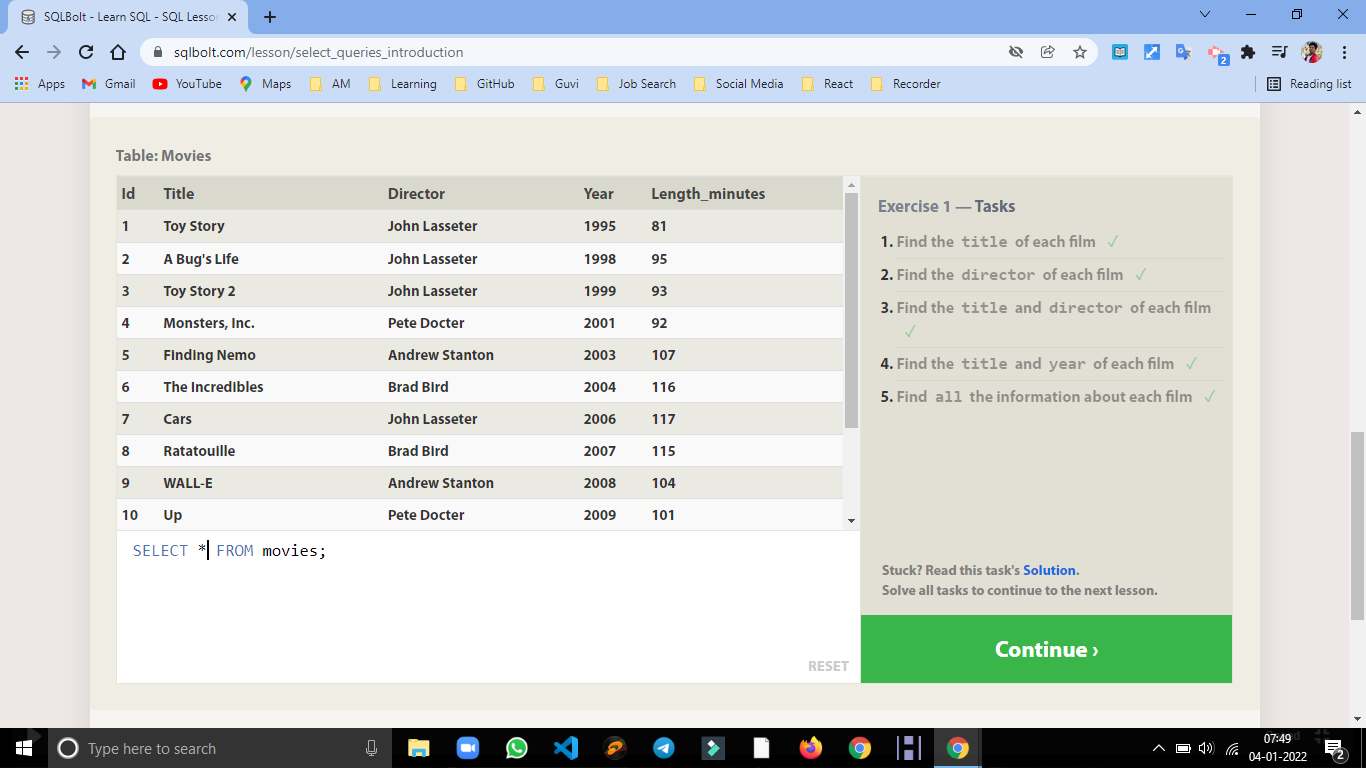 SQLBolt - Learn SQL - SQL Lesso
sqlbolt.com/lesson/select_queries_introduction
2
Apps Gmail YouTube Maps AM Learning GitHub Guvi Job Search Social Media React Recorder Reading list
Table: Movies
Id Title Director Year Length_minutes
1 Toy Story John Lasseter 1995 81
2 A Bug's Life John Lasseter 1998 95
3 Toy Story 2 John Lasseter 1999 93
4 Monsters, Inc. Pete Docter 2001 92
5 Finding Nemo Andrew Stanton 2003 107
6 The Incredibles Brad Bird 2004 116
7 Cars John Lasseter 2006 117
8 Ratatouille Brad Bird 2007 115
9 WALL-E Andrew Stanton 2008 104
10 Up Pete Docter 2009 101
SELECT * FROM movies;
RESET
Exercise 1 — Tasks
1. Find the title of each film ✓
2. Find the director of each film ✓
3. Find the title and director of each film
✓
4. Find the title and year of each film ✓
5. Find all the information about each film ✓
Stuck? Read this task's Solution.
Solve all tasks to continue to the next lesson.
Continue ›
Type here to search
07:49
04-01-2022
2